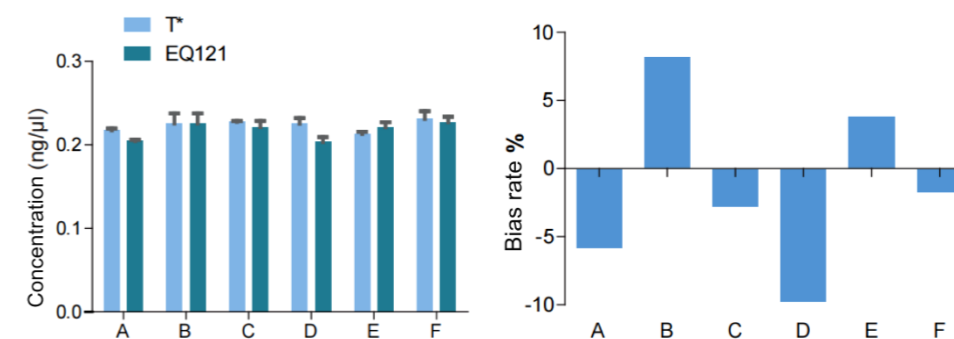 T*
EQ121
Concentration (ng/µl)
0.3
0.2
0.1
0.0
A B C D E F
Bias rate %
10
5
0
-5
-10
A B C D E F